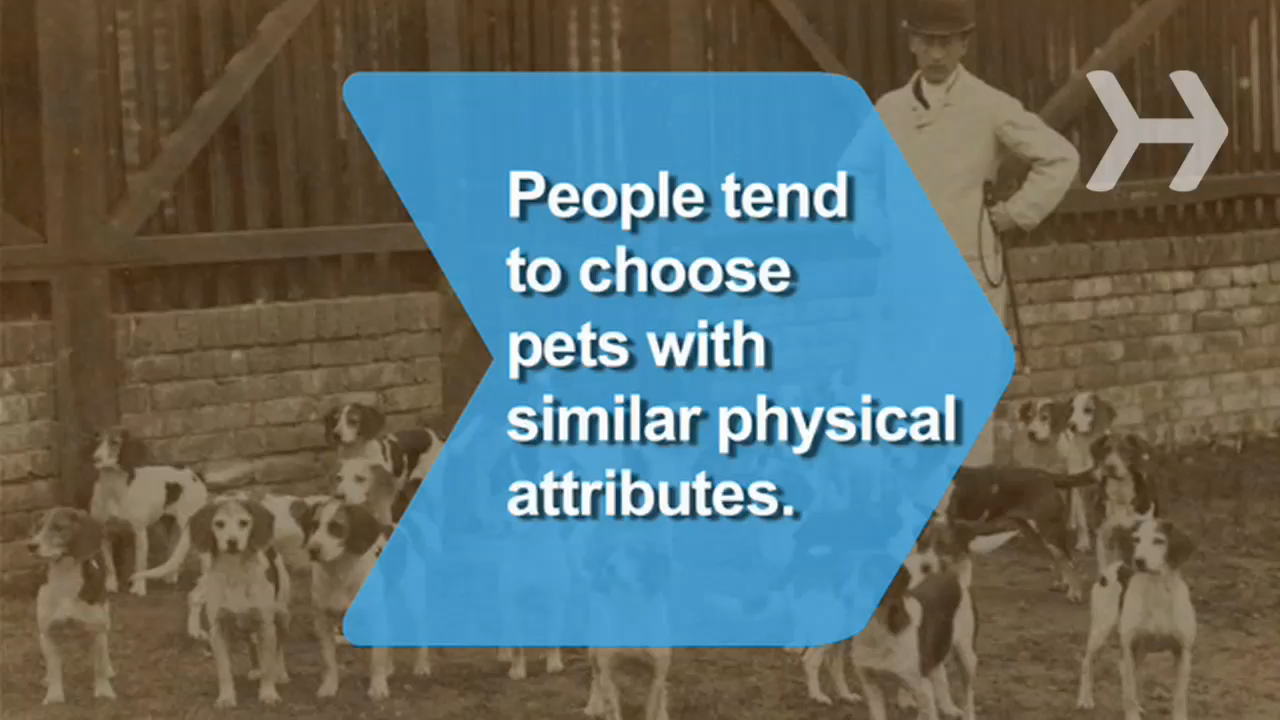 People tend
to choose
pets with
similar physical
attributes.